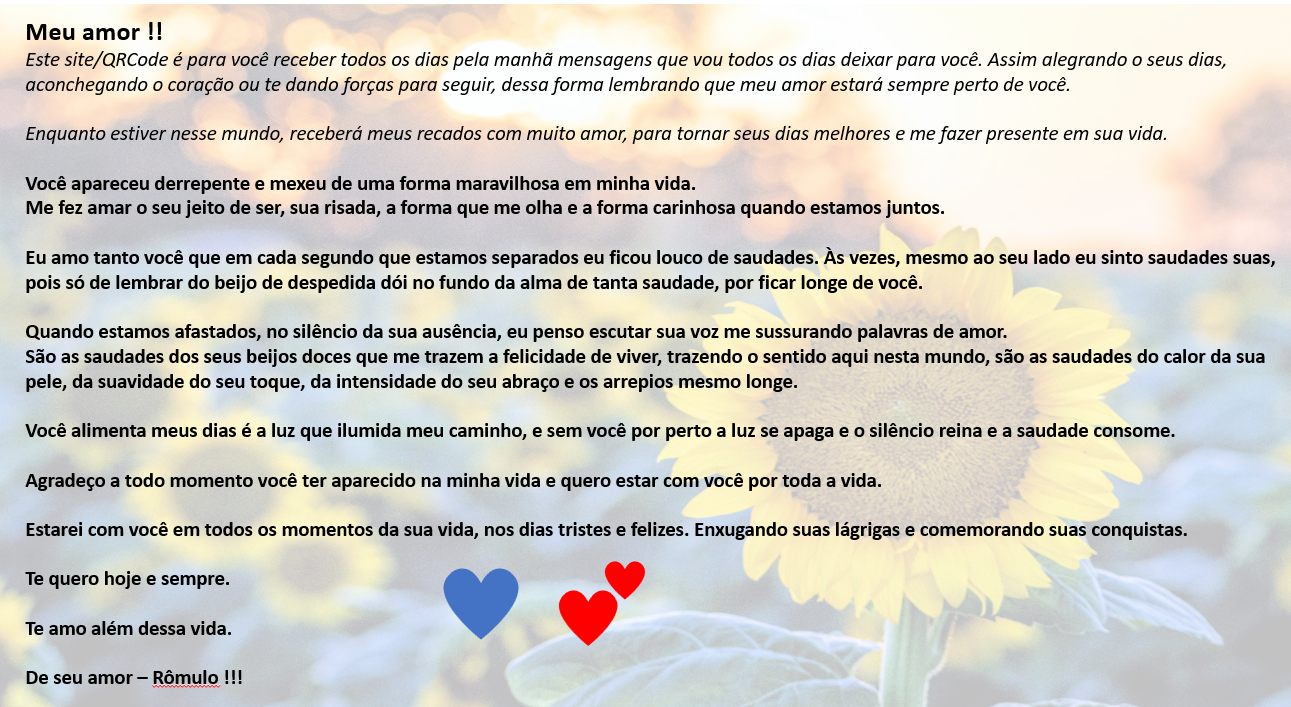 Meu amor !!
Este site/QRCode é para você receber todos os dias pela manhã mensagens que vou todos os dias deixar para você. Assim alegrando o seus dias,
aconchegando o coração ou te dando forças para seguir, dessa forma lembrando que meu amor estará sempre perto de você.
Enquanto estiver nesse mundo, receberá meus recados com muito amor, para tornar seus dias melhores e me fazer presente em sua vida.
Você apareceu derrepente e mexeu de uma forma maravilhosa em minha vida.
Me fez amar o seu jeito de ser, sua risada, a forma que me olha e a forma carinhosa quando estamos juntos.
Eu amo tanto você que em cada segundo que estamos separados eu ficou louco de saudades. Às vezes, mesmo ao seu lado eu sinto saudades suas,
pois só de lembrar do beijo de despedida dói no fundo da alma de tanta saudade, por ficar longe de você.
Quando estamos afastados, no silêncio da sua ausência, eu penso escutar sua voz me sussurando palavras de amor.
São as saudades dos seus beijos doces que me trazem a felicidade de viver, trazendo o sentido aqui nesta mundo, são as saudades do calor da sua
pele, da suavidade do seu toque, da intensidade do seu abraço e os arrepios mesmo longe.
Você alimenta meus dias é a luz que ilumida meu caminho, e sem você por perto a luz se apaga e o silêncio reina e a saudade consome.
Agradeço a todo momento você ter aparecido na minha vida e quero estar com você por toda a vida.
Estarei com você em todos os momentos da sua vida, nos dias tristes e felizes. Enxugando suas lágrigas e comemorando suas conquistas.
Te quero hoje e sempre.
Te amo além dessa vida.
De seu amor – Rômulo !!!